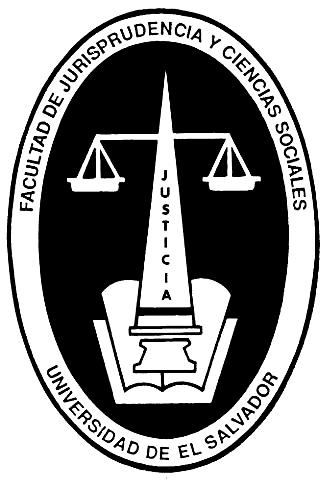 FACULTAD DE JURISPRUDENCIA Y CIENCIAS SOCIALES
JUSTICIA
UNIVERSIDAD DE EL SALVADOR